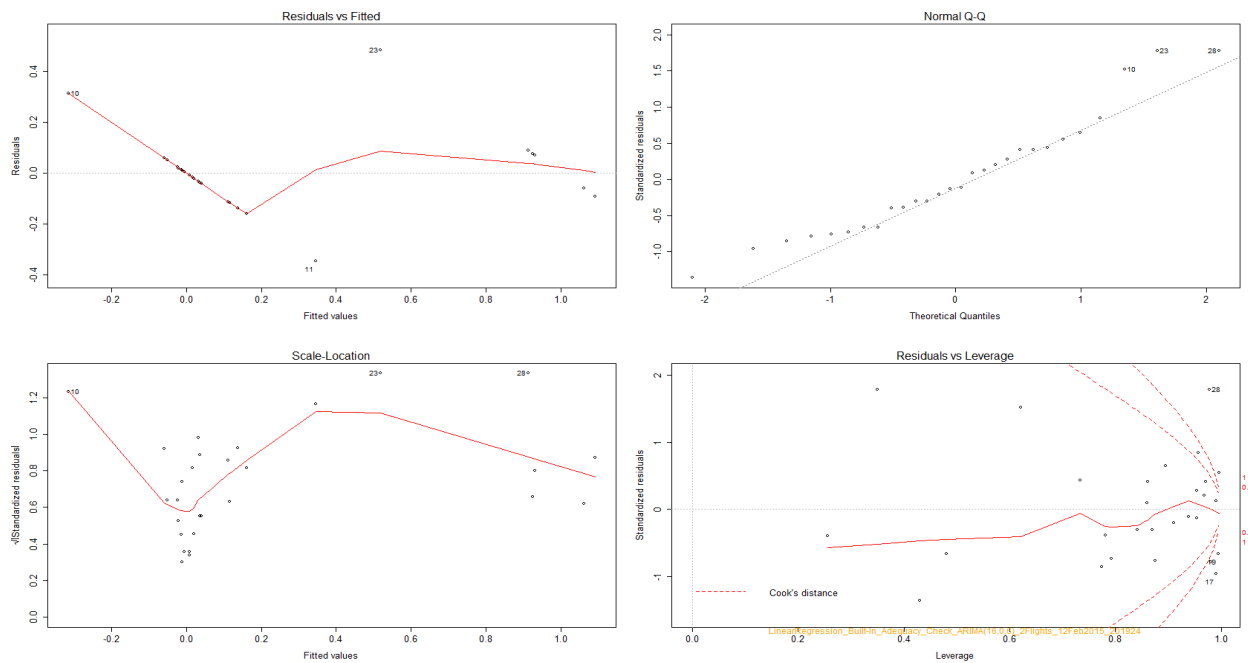 Residuals vs Fitted
Residuals
0.4
0.2
0.0
-0.2
-0.4
23
10
11
-0.2 0.0 0.2 0.4 0.6 0.8 1.0
Fitted values
Normal Q-Q
Standardized residuals
2.0
1.5
1.0
0.5
0.0
-0.5
-1.0
10
23
28
-2 -1 0 1 2
Theoretical Quantiles
Scale-Location
√|Standardized residuals|
1.2
1.0
0.8
0.6
0.4
0.2
0.0
10
23
28
-0.2 0.0 0.2 0.4 0.6 0.8 1.0
Fitted values
Residuals vs Leverage
Standardized residuals
2
1
0
-1
28
17
1
1
Cook's distance
0.0 0.2 0.4 0.6 0.8 1.0
Leverage